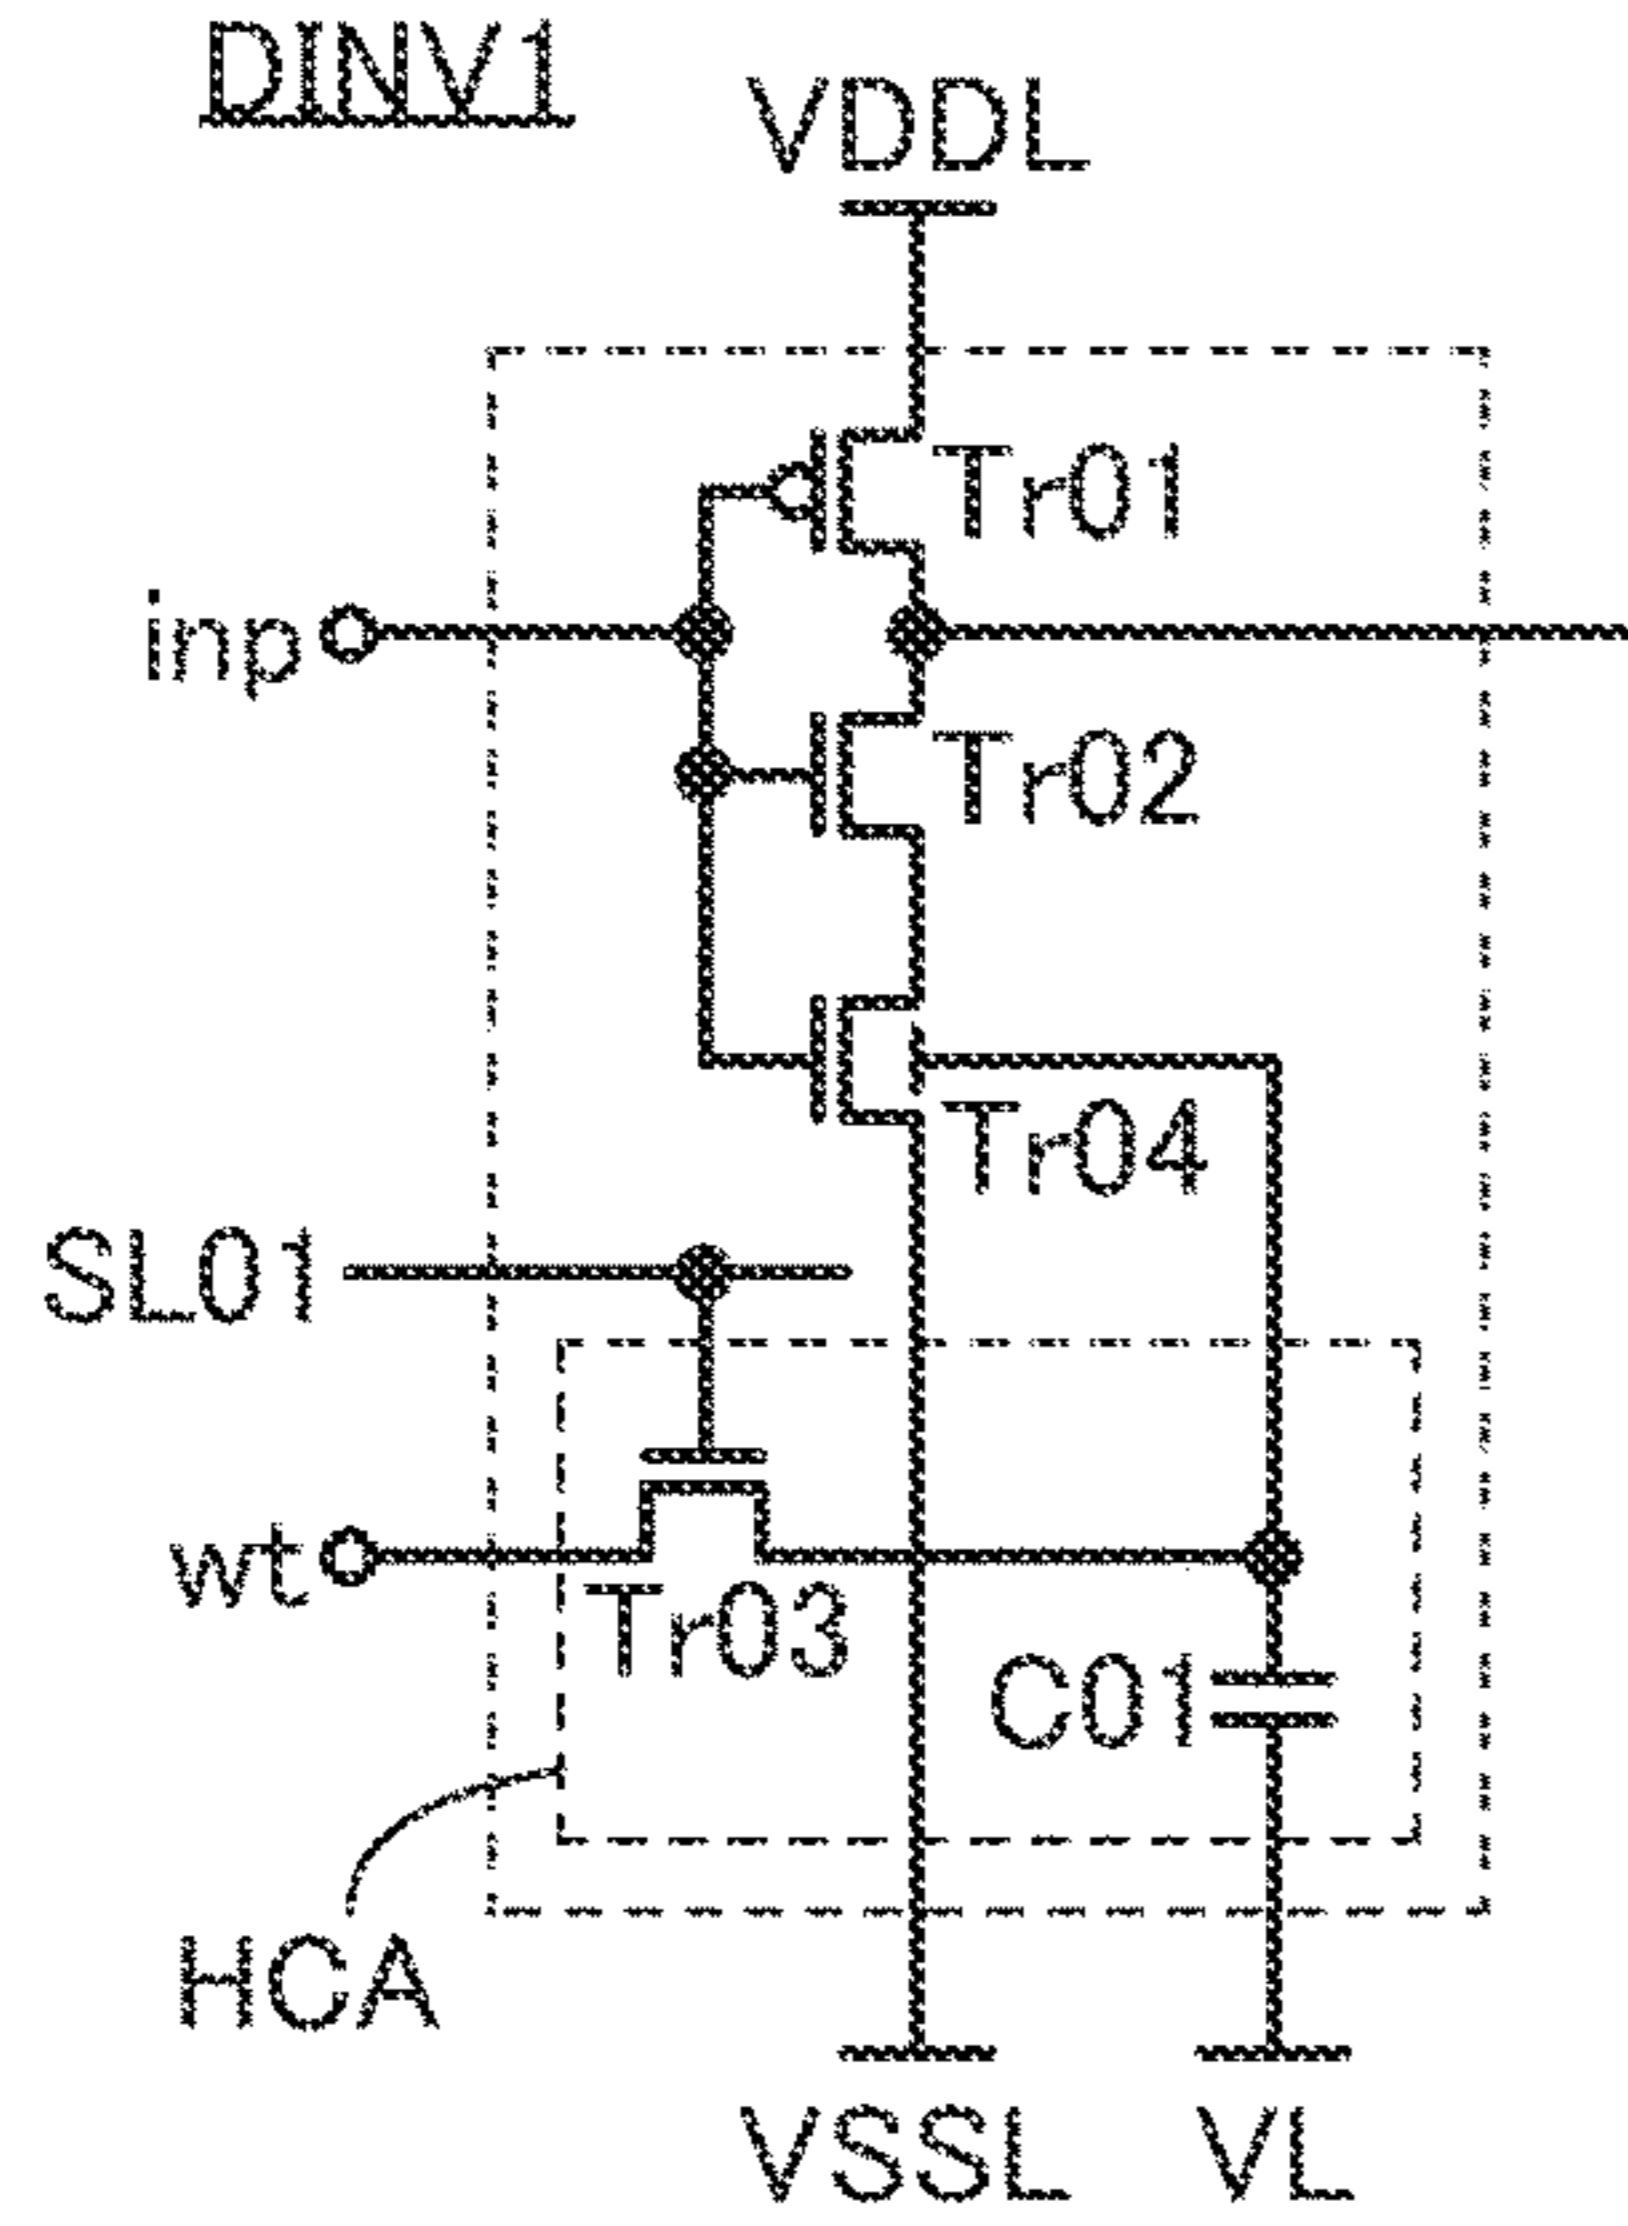 DINV1
VDDL
Tr01
inp
Tr02
Tr04
SL01
wt
Tr03
C01
HCA
VSSL
VL